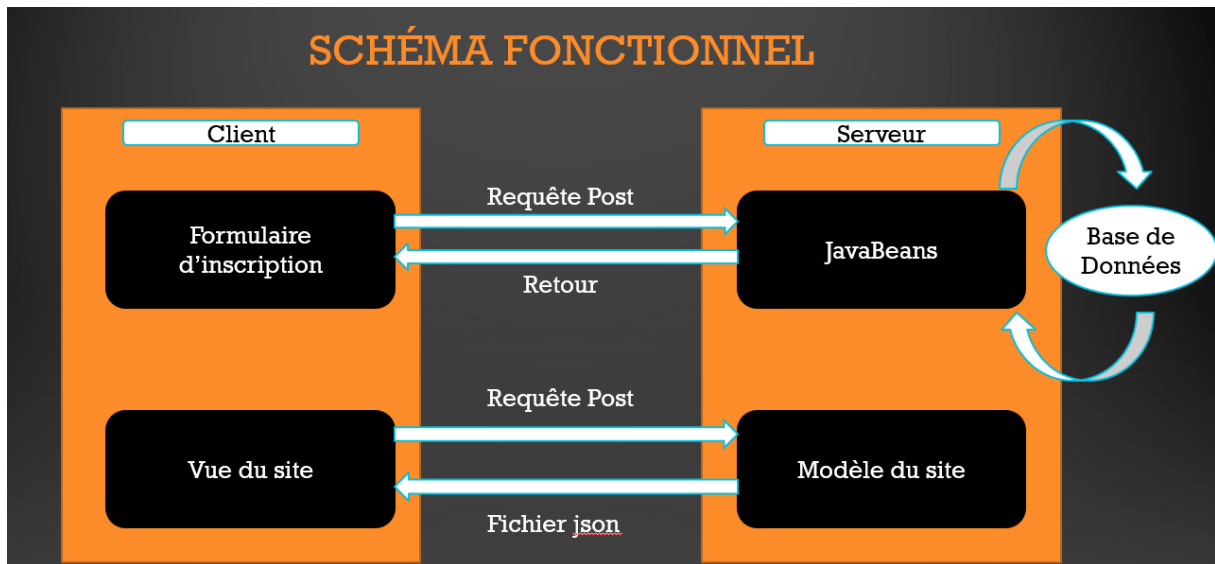 SCHÉMA FONCTIONNEL
Client
Serveur
Requête Post
Formulaire
d'inscription
JavaBeans
Base de
Données
Retour
Requête Post
Vue du site
Modèle du site
Fichier json